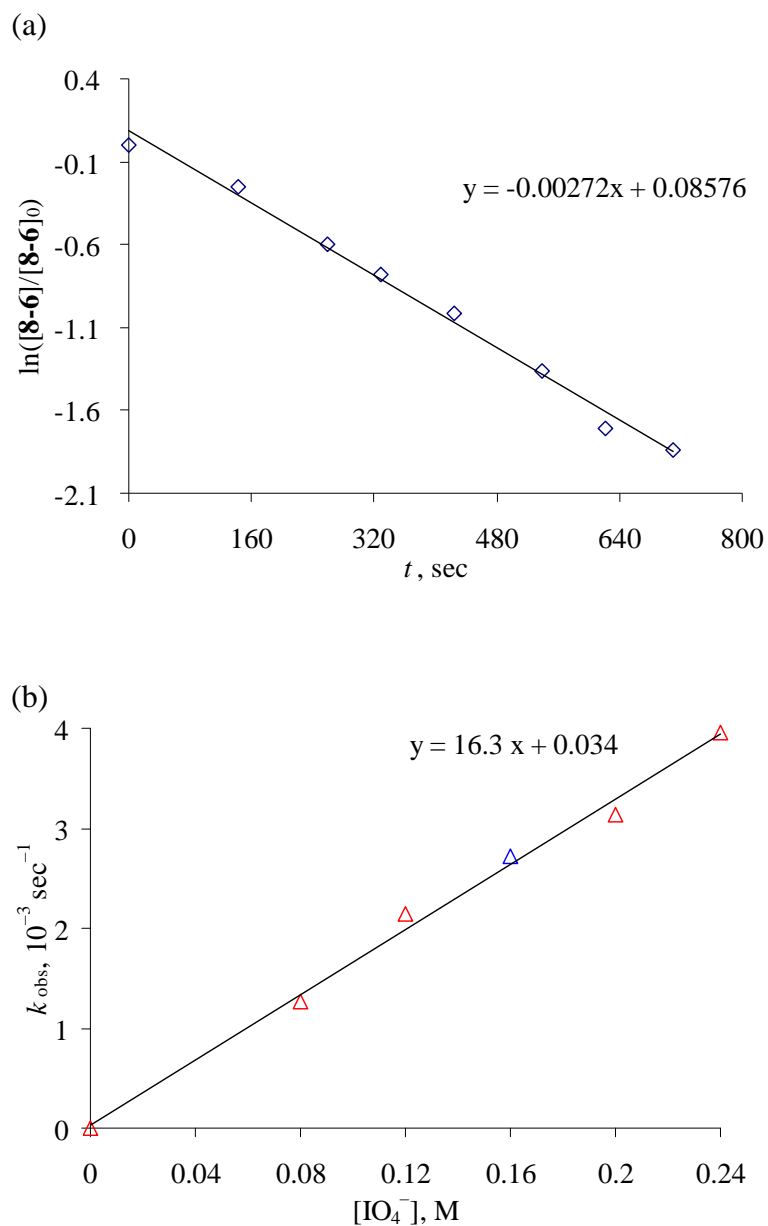 (a)
0.4
-0.1
-0.6
-1.1
-1.6
-2.1
ln([8-6]/[8-6]₀)
y = -0.00272x + 0.08576
0 160 320 480 640 800
t , sec
(b)
4
3
2
1
0
k obs, 10⁻³ sec⁻¹
y = 16.3 x + 0.034
0 0.04 0.08 0.12 0.16 0.2 0.24
[IO₄⁻], M